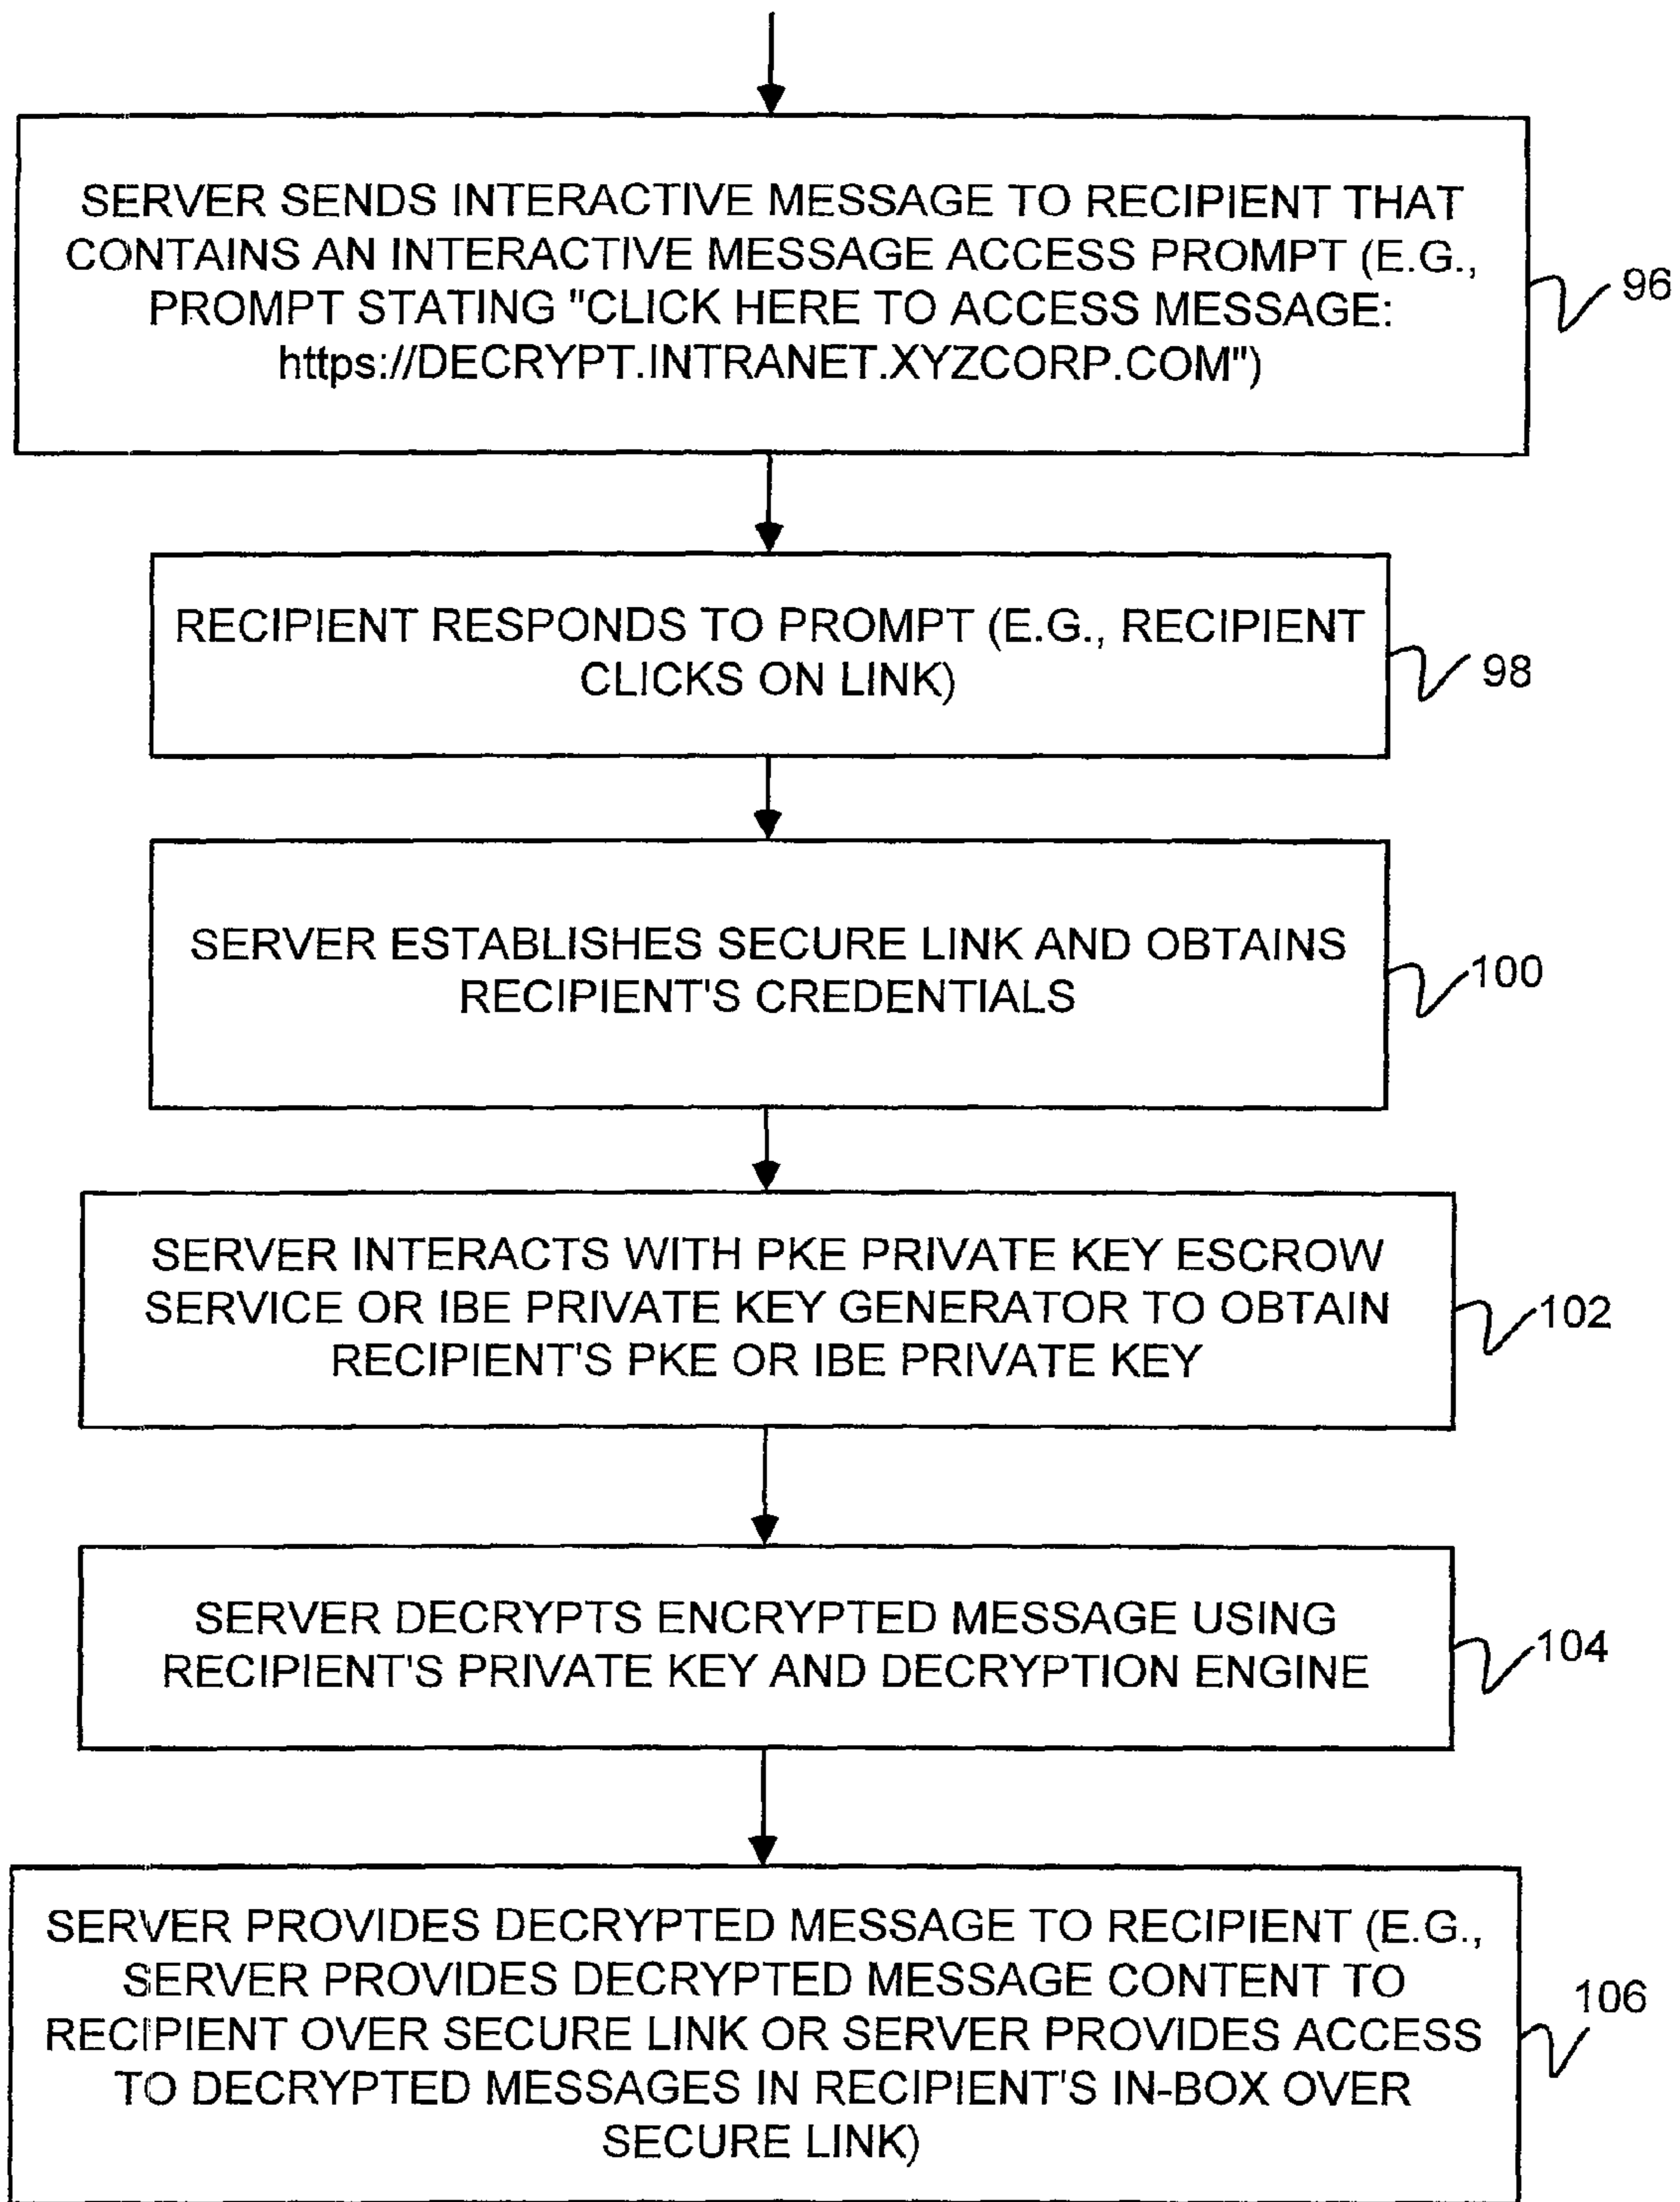 SERVER SENDS INTERACTIVE MESSAGE TO RECIPIENT THAT
CONTAINS AN INTERACTIVE MESSAGE ACCESS PROMPT (E.G.,
PROMPT STATING "CLICK HERE TO ACCESS MESSAGE:
https://DECRYPT.INTRANET.XYZCORP.COM")
96
RECIPIENT RESPONDS TO PROMPT (E.G., RECIPIENT
CLICKS ON LINK)
98
SERVER ESTABLISHES SECURE LINK AND OBTAINS
RECIPIENT'S CREDENTIALS
100
SERVER INTERACTS WITH PKE PRIVATE KEY ESCROW
SERVICE OR IBE PRIVATE KEY GENERATOR TO OBTAIN
RECIPIENT'S PKE OR IBE PRIVATE KEY
102
SERVER DECRYPTS ENCRYPTED MESSAGE USING
RECIPIENT'S PRIVATE KEY AND DECRYPTION ENGINE
104
SERVER PROVIDES DECRYPTED MESSAGE TO RECIPIENT (E.G.,
SERVER PROVIDES DECRYPTED MESSAGE CONTENT TO
RECIPIENT OVER SECURE LINK OR SERVER PROVIDES ACCESS
TO DECRYPTED MESSAGES IN RECIPIENT'S IN-BOX OVER
SECURE LINK)
106